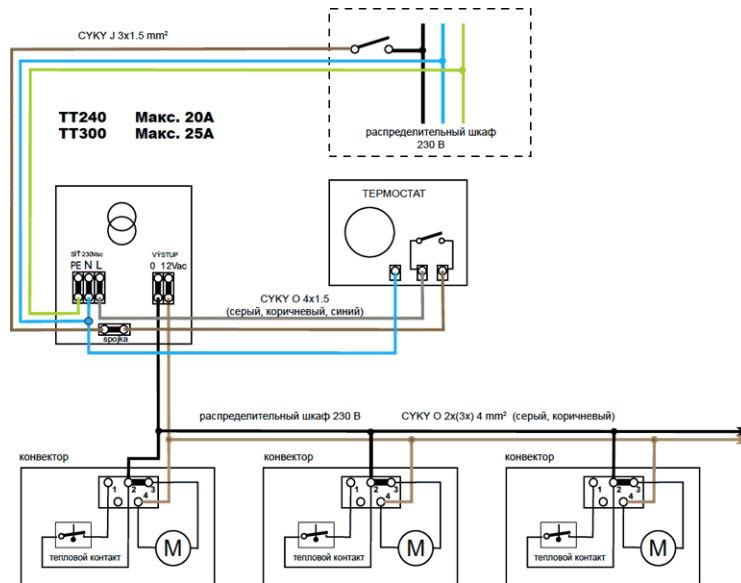 CYKY J 3x1.5 mm²
TT240 Макс. 20A
TT300 Макс. 25A
распределительный шкаф
230 В
ТЕРМОСТАТ
SÍŤ 230Vac
PE N L
VÝSTUP
0 12Vac
CYKY O 4x1.5
(серый, коричневый, синий)
spojka
распределительный шкаф 230 В
CYKY O 2x(3x) 4 mm² (серый, коричневый)
конвектор
1 2 3
4
тепловой контакт
M
конвектор
1 2 3
4
тепловой контакт
M
конвектор
1 2 3
4
тепловой контакт
M